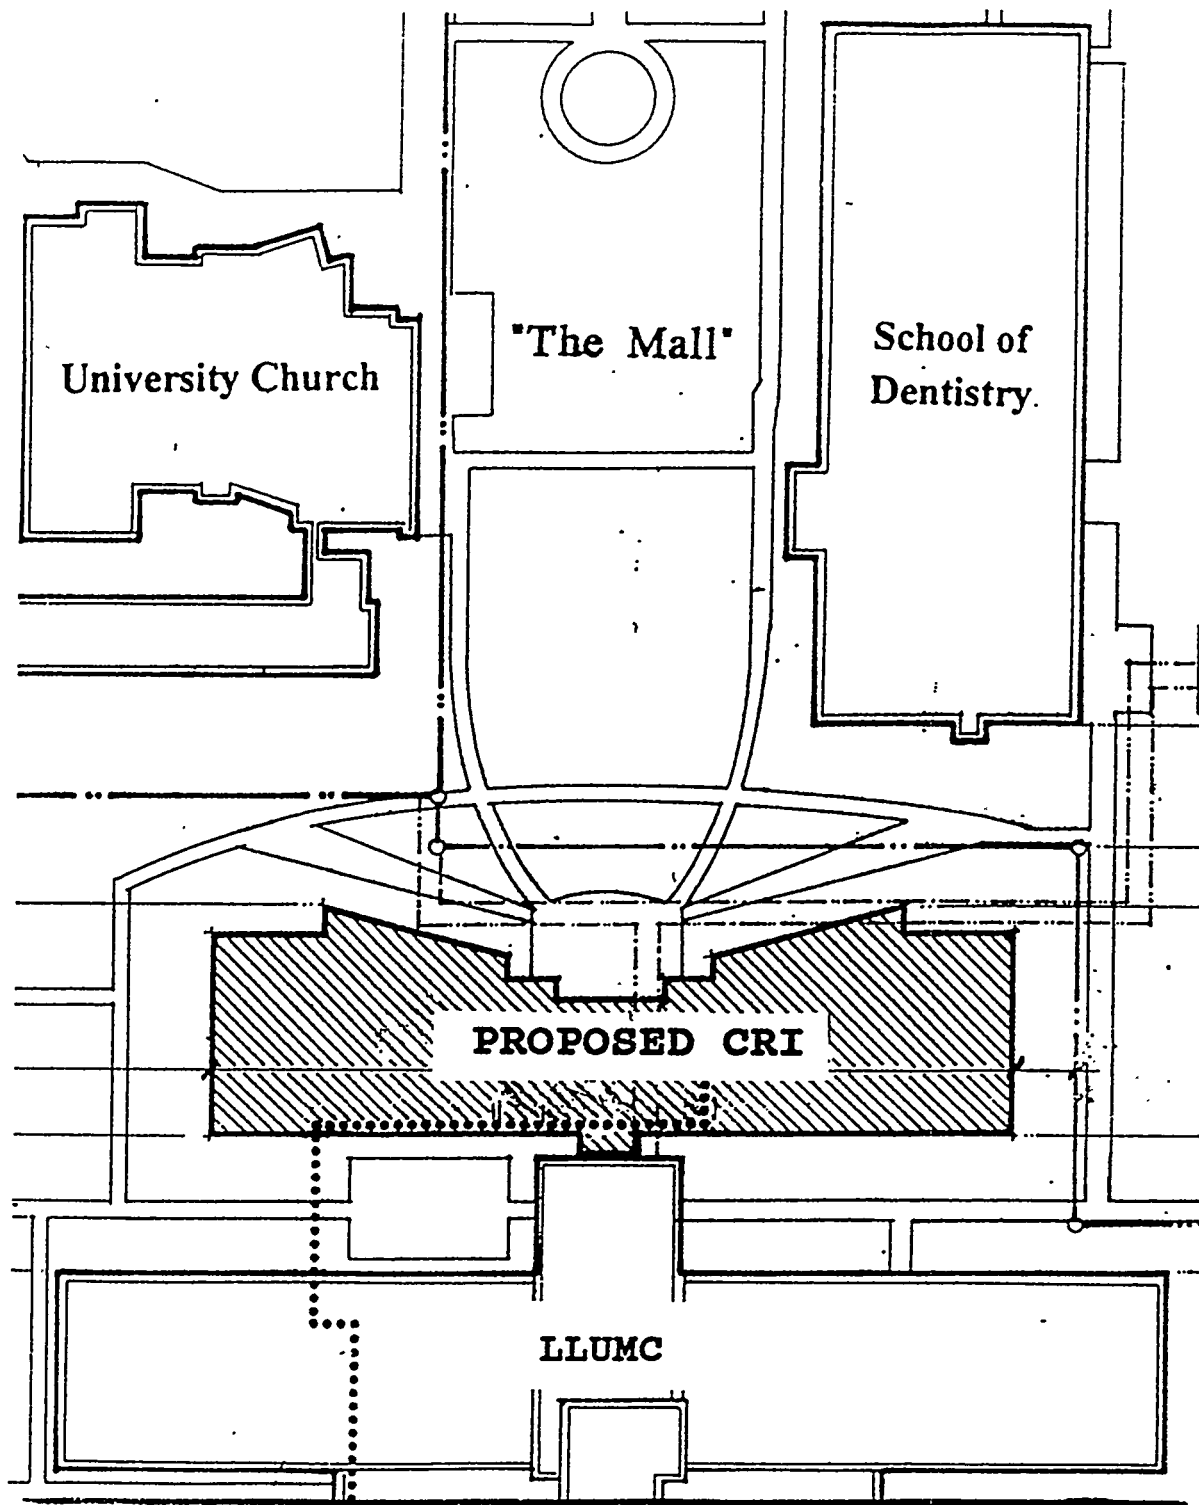 "The Mall"
School of
Dentistry
University Church
PROPOSED CRI
LLUMC